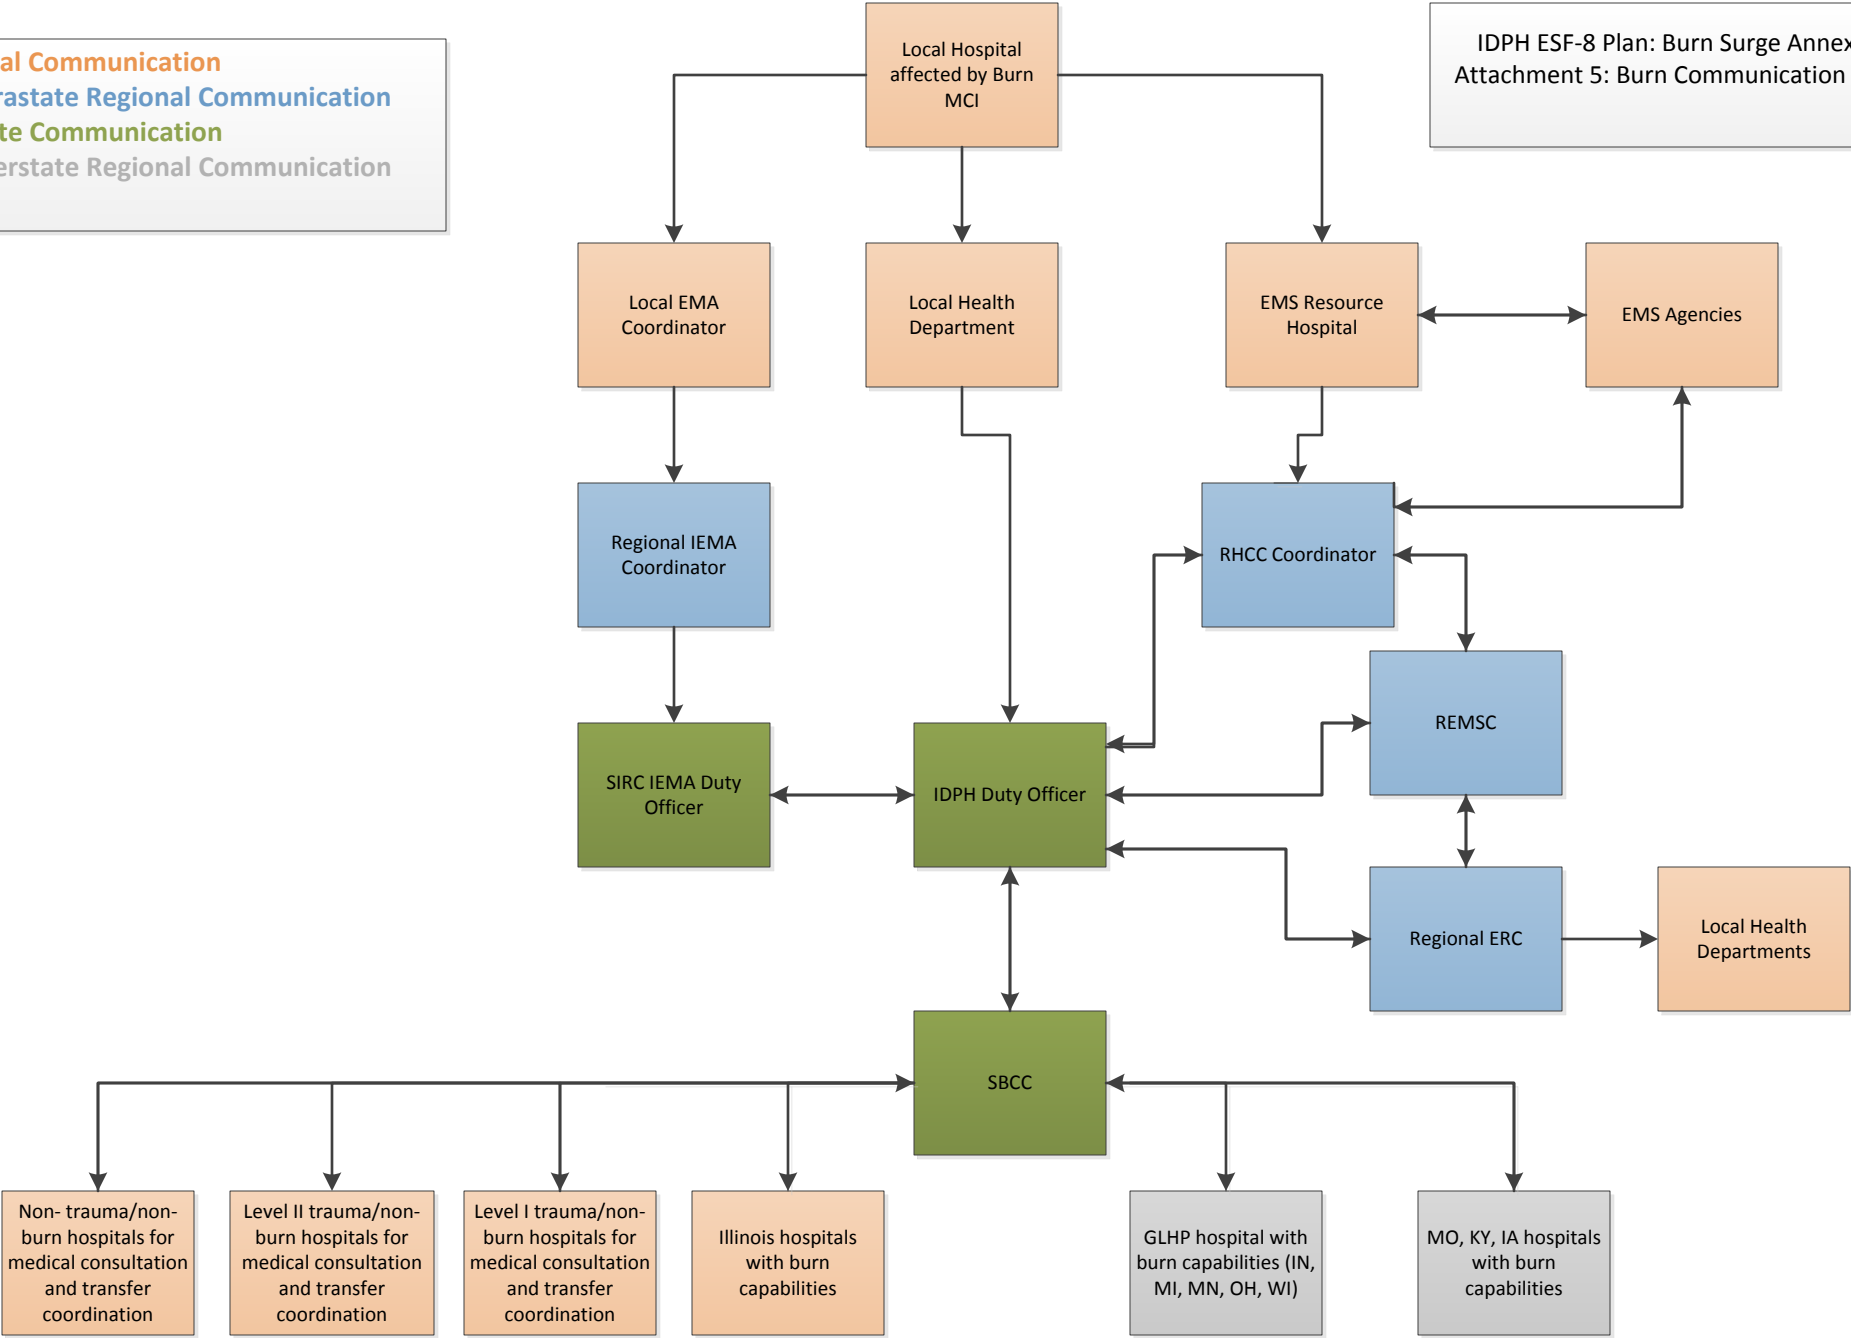 al Communication
rastate Regional Communication
te Communication
erstate Regional Communication
Local Hospital
affected by Burn
MCI
IDPH ESF-8 Plan: Burn Surge Annex
Attachment 5: Burn Communication
Local EMA
Coordinator
Local Health
Department
EMS Resource
Hospital
EMS Agencies
Regional IEMA
Coordinator
RHCC Coordinator
REMSC
SIRC IEMA Duty
Officer
IDPH Duty Officer
Regional ERC
Local Health
Departments
SBCC
Non- trauma/non-
burn hospitals for
medical consultation
and transfer
coordination
Level II trauma/non-
burn hospitals for
medical consultation
and transfer
coordination
Level I trauma/non-
burn hospitals for
medical consultation
and transfer
coordination
Illinois hospitals
with burn
capabilities
GLHP hospital with
burn capabilities (IN,
MI, MN, OH, WI)
MO, KY, IA hospitals
with burn
capabilities